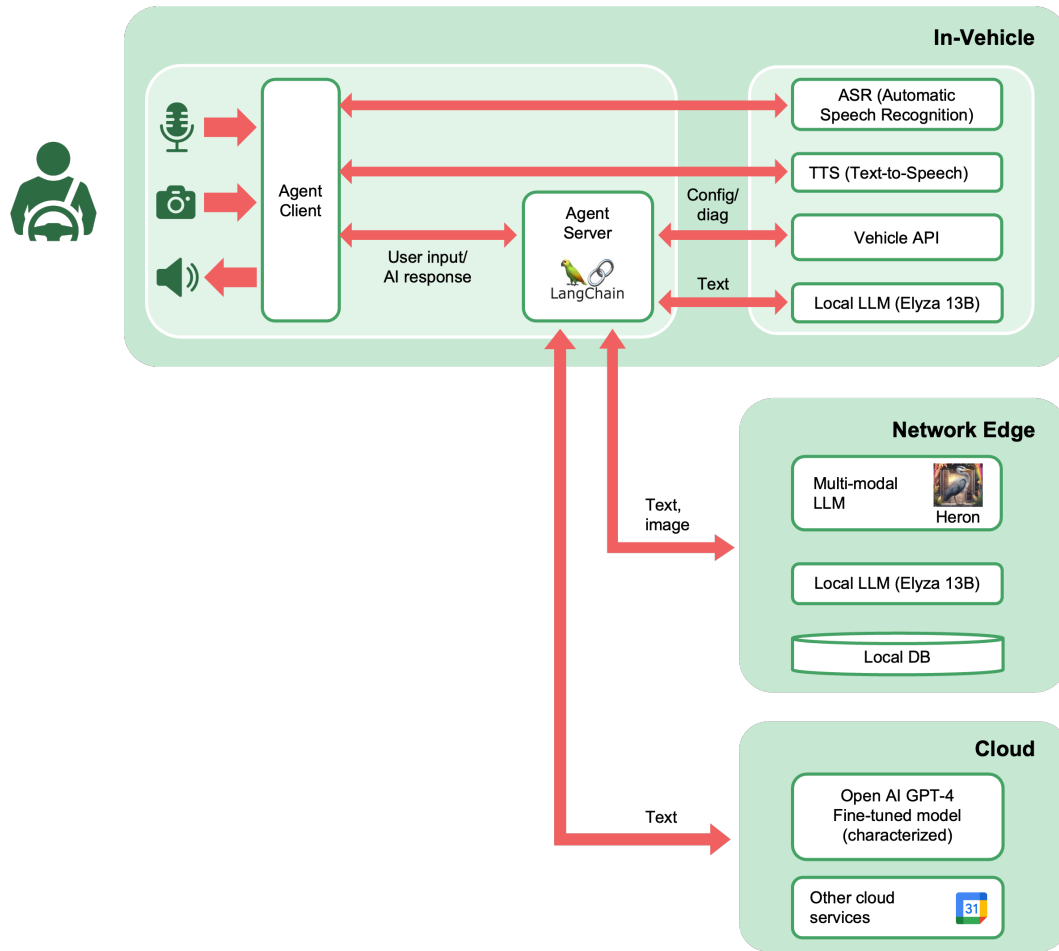 In-Vehicle
Agent
Client
User input/
AI response
Agent
Server
LangChain
Config/
diag
Text
ASR (Automatic
Speech Recognition)
TTS (Text-to-Speech)
Vehicle API
Local LLM (Elyza 13B)
Text,
image
Network Edge
Multi-modal
LLM
Heron
Local LLM (Elyza 13B)
Local DB
Text
Cloud
Open AI GPT-4
Fine-tuned model
(characterized)
Other cloud
services
31